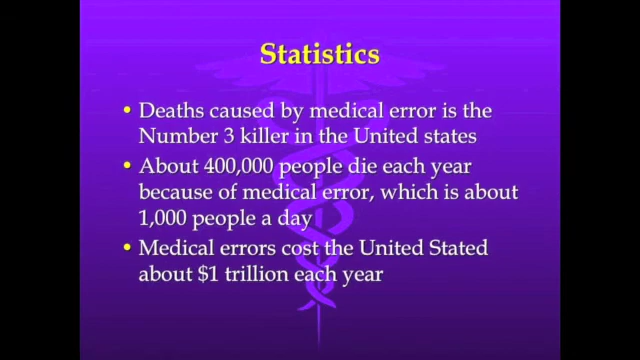 Statistics
• Deaths caused by medical error is the
Number 3 killer in the United states
• About 400,000 people die each year
because of medical error, which is about
1,000 people a day
• Medical errors cost the United Stated
about $1 trillion each year